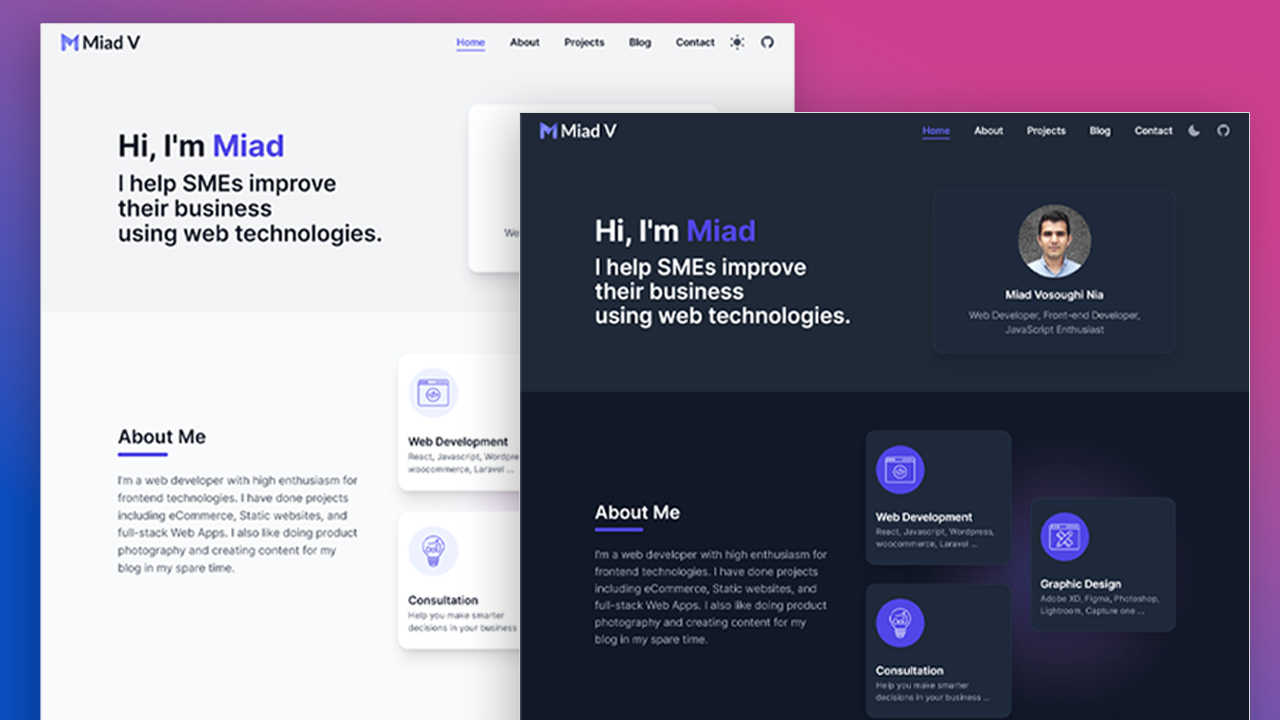 Miad V
Home About Projects Blog Contact
Hi, I'm Miad
I help SMEs improve
their business
using web technologies.
We
About Me
I'm a web developer with high enthusiasm for
frontend technologies. I have done projects
including eCommerce, Static websites, and
full-stack Web Apps. I also like doing product
photography and creating content for my
blog in my spare time.
Web Development
React, Javascript, Wordpre
woocommerce, Laravel ...
Consultation
Help you make smarter
decisions in your business
Miad V
Home About Projects Blog Contact
Hi, I'm Miad
I help SMEs improve
their business
using web technologies.
Miad Vosoughi Nia
Web Developer, Front-end Developer,
JavaScript Enthusiast
About Me
I'm a web developer with high enthusiasm for
frontend technologies. I have done projects
including eCommerce, Static websites, and
full-stack Web Apps. I also like doing product
photography and creating content for my
blog in my spare time.
Web Development
React, Javascript, Wordpress,
woocommerce, Laravel ...
Consultation
Help you make smarter
decisions in your business ...
Graphic Design
Adobe XD, Figma, Photoshop,
Lightroom, Capture one ...